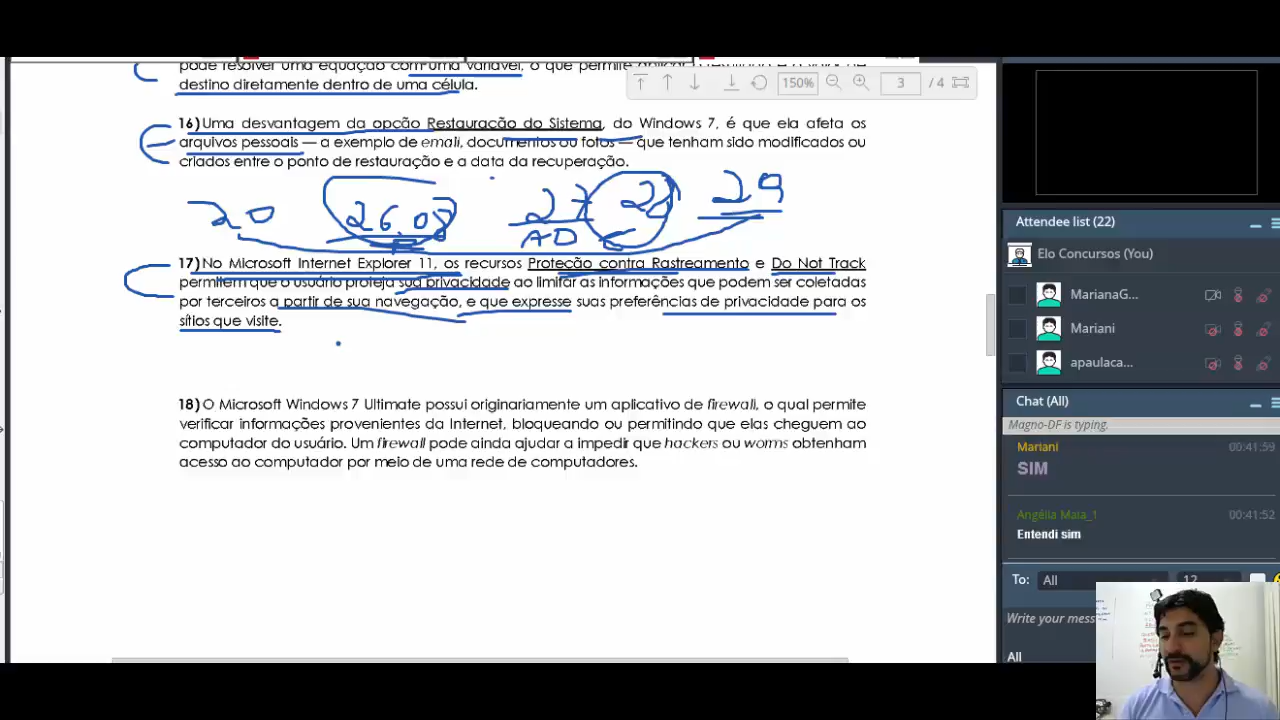 pode resolver uma equação com uma variável, o que permite
destino diretamente dentro de uma célula.
150%
3
/ 4
16) Uma desvantagem da opção Restauração do Sistema, do Windows 7, é que ela afeta os
arquivos pessoais — a exemplo de email, documentos ou fotos — que tenham sido modificados ou
criados entre o ponto de restauração e a data da recuperação.
20 26.07 27 28 29
AD
17) No Microsoft Internet Explorer 11, os recursos Proteção contra Rastreamento e Do Not Track
permitem que o usuário proteja sua privacidade ao limitar as informações que podem ser coletadas
por terceiros a partir de sua navegação, e que expresse suas preferências de privacidade para os
sítios que visite.
18) O Microsoft Windows 7 Ultimate possui originariamente um aplicativo de firewall, o qual permite
verificar informações provenientes da Internet, bloqueando ou permitindo que elas cheguem ao
computador do usuário. Um firewall pode ainda ajudar a impedir que hackers ou worms obtenham
acesso ao computador por meio de uma rede de computadores.
Attendee list (22)
Elo Concursos (You)
MarianaG...
Mariani
apaulaca...
Chat (All)
Magno-DF is typing.
Mariani 00:41:59
SIM
Angélia Maia_1 00:41:52
Entendi sim
To: All 12
Write your mess
All